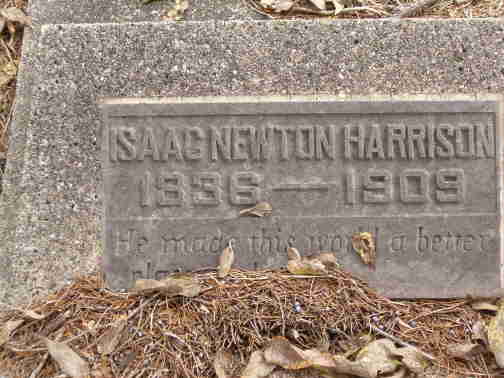 ISAAC NEWTON HARRISON
1836 — 1909
He made this world a better